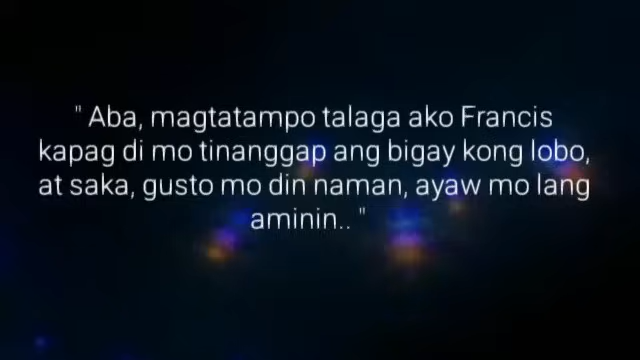 " Aba, magtatampo talaga ako Francis
kapag di mo tinanggap ang bigay kong lobo,
at saka, gusto mo din naman, ayaw mo lang
aminin.. "